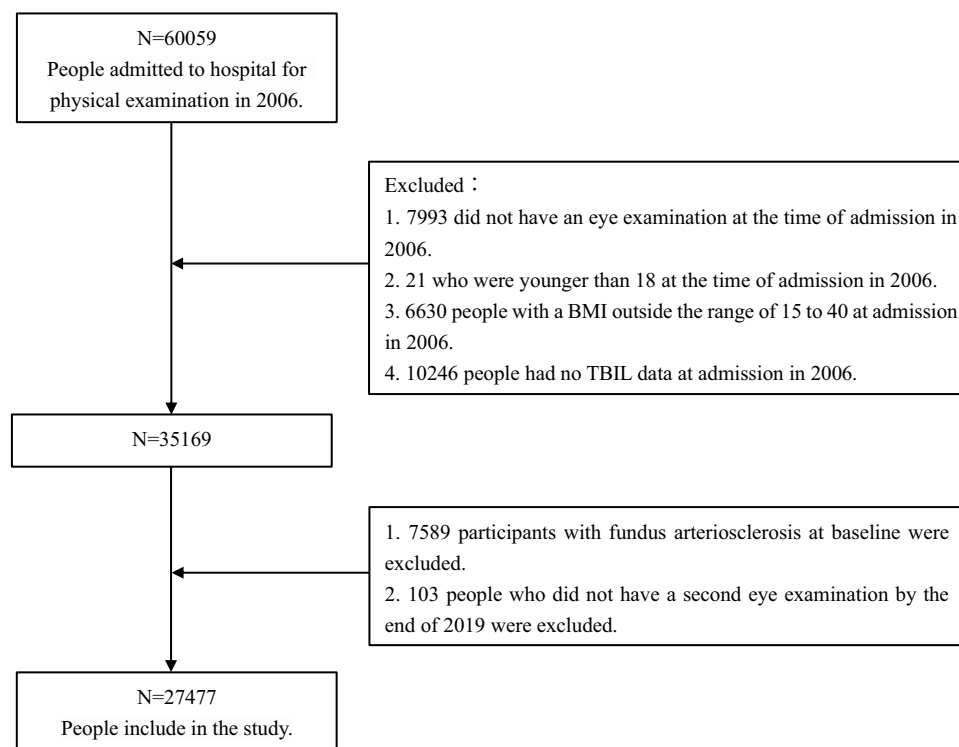 N=60059
People admitted to hospital for
physical examination in 2006.
Excluded：
1. 7993 did not have an eye examination at the time of admission in
2006.
2. 21 who were younger than 18 at the time of admission in 2006.
3. 6630 people with a BMI outside the range of 15 to 40 at admission
in 2006.
4. 10246 people had no TBIL data at admission in 2006.
N=35169
1. 7589 participants with fundus arteriosclerosis at baseline were
excluded.
2. 103 people who did not have a second eye examination by the
end of 2019 were excluded.
N=27477
People include in the study.